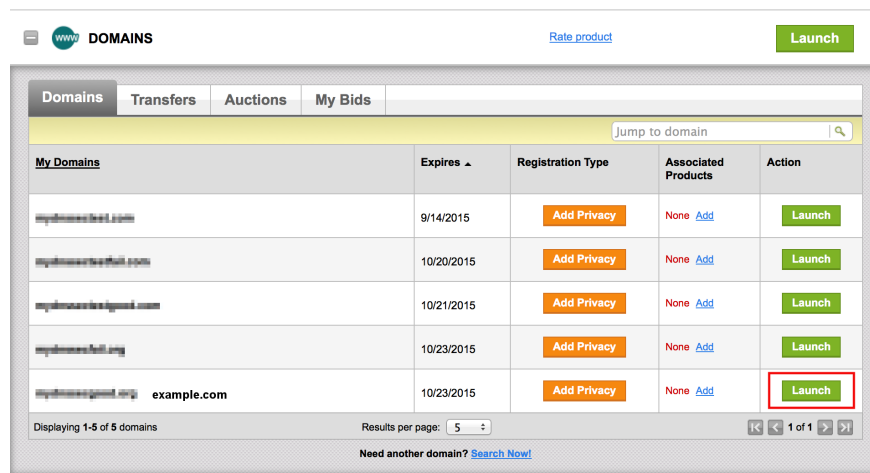 www DOMAINS Rate product Launch
Domains Transfers Auctions My Bids
Jump to domain
My Domains Expires Registration Type Associated Products Action
9/14/2015 Add Privacy None Add Launch
10/20/2015 Add Privacy None Add Launch
10/21/2015 Add Privacy None Add Launch
10/23/2015 Add Privacy None Add Launch
example.com 10/23/2015 Add Privacy None Add Launch
Displaying 1-5 of 5 domains Results per page: 5 1 of 1
Need another domain? Search Now!